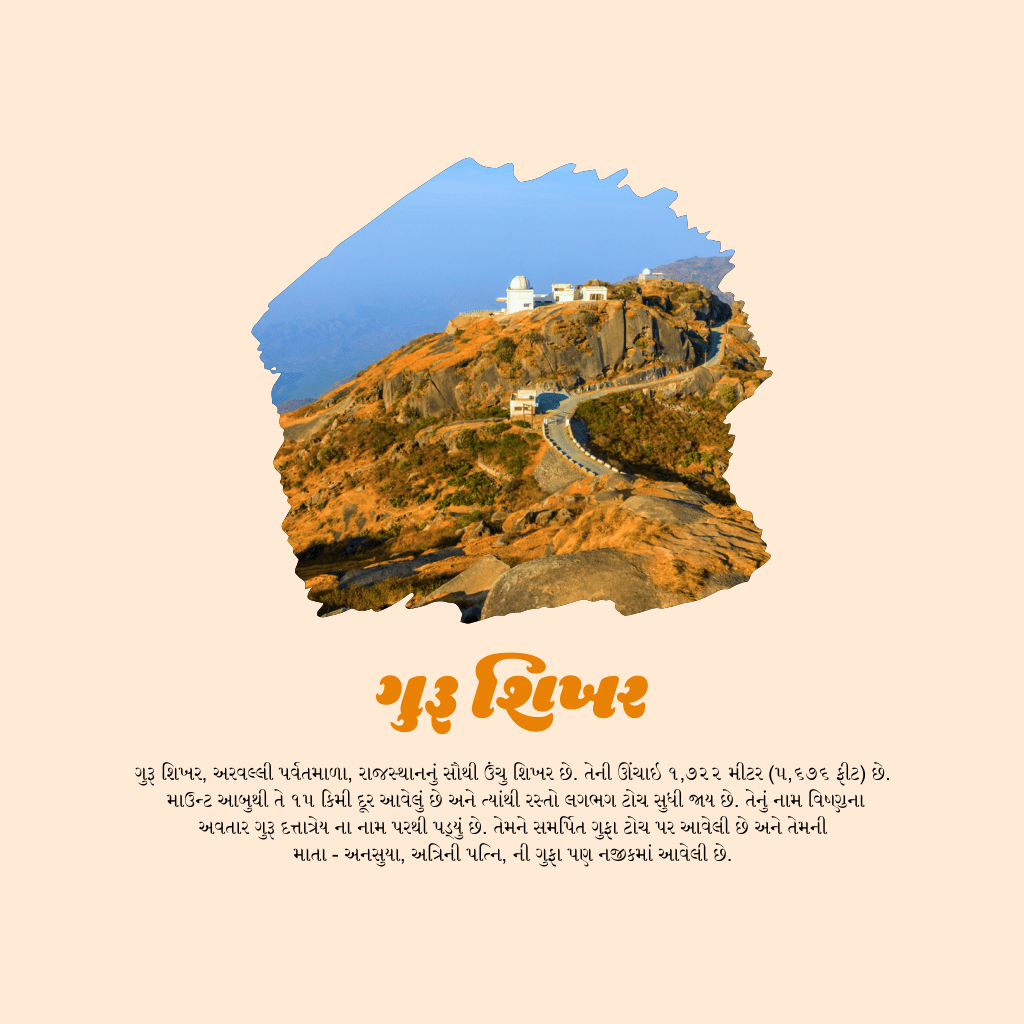 ગુરૂ શિખર
ગુરૂ શિખર, અરવલ્લી પર્વતમાળા, રાજસ્થાનનું સૌથી ઉંચુ શિખર છે. તેની ઊંચાઇ ૧,૭૨૨ મીટર (૫,૬૭૬ ફીટ) છે.
માઉન્ટ આબુથી તે ૧૫ કિમી દૂર આવેલું છે અને ત્યાંથી રસ્તો લગભગ ટોચ સુધી જાય છે. તેનું નામ વિષ્ણુના
અવતાર ગુરૂ દત્તાત્રેય ના નામ પરથી પડ્યું છે. તેમને સમર્પિત ગુફા ટોચ પર આવેલી છે અને તેમની
માતા - અનસુયા, અત્રિની પત્નિ, ની ગુફા પણ નજીકમાં આવેલી છે.